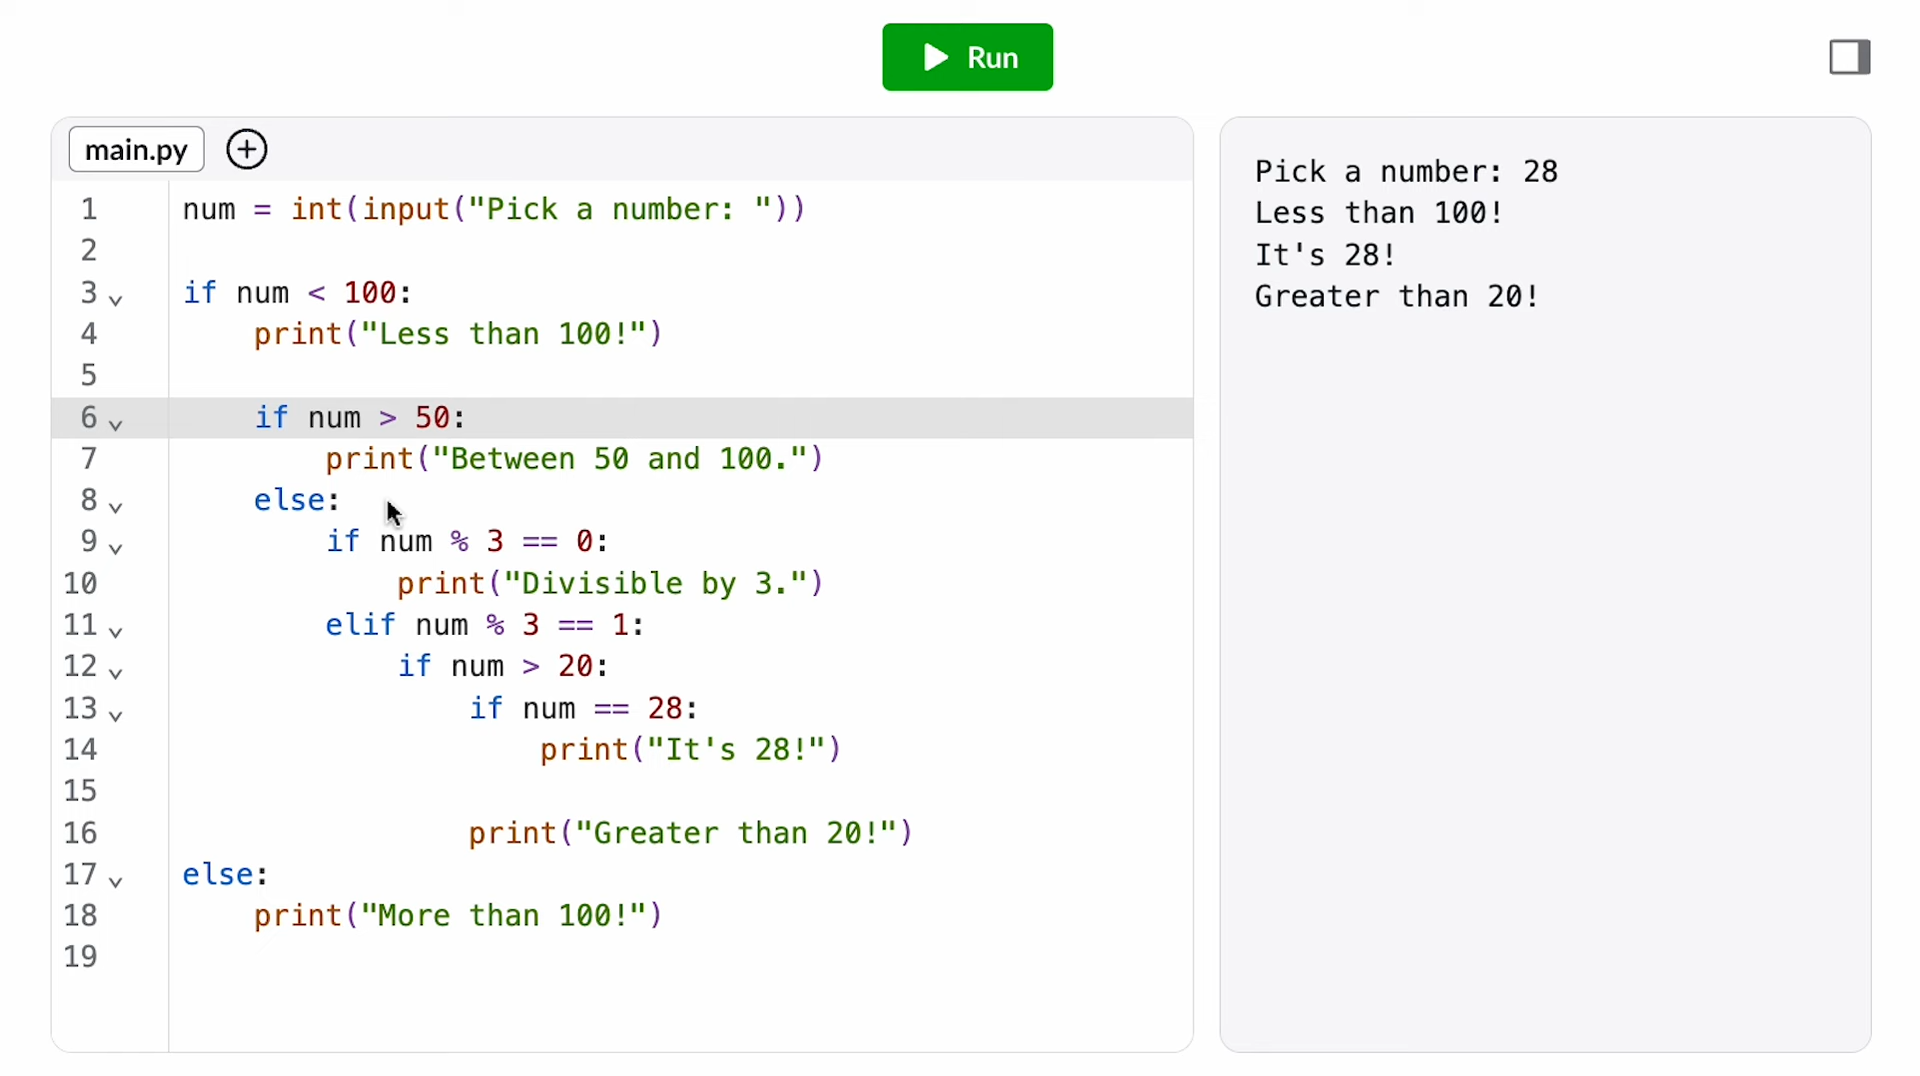 Run
main.py
1 num = int(input("Pick a number: "))
2
3 if num < 100:
4     print("Less than 100!")
5
6     if num > 50:
7         print("Between 50 and 100.")
8     else:
9         if num % 3 == 0:
10             print("Divisible by 3.")
11         elif num % 3 == 1:
12             if num > 20:
13                 if num == 28:
14                     print("It's 28!")
15
16                 print("Greater than 20!")
17 else:
18     print("More than 100!")
19
Pick a number: 28
Less than 100!
It's 28!
Greater than 20!